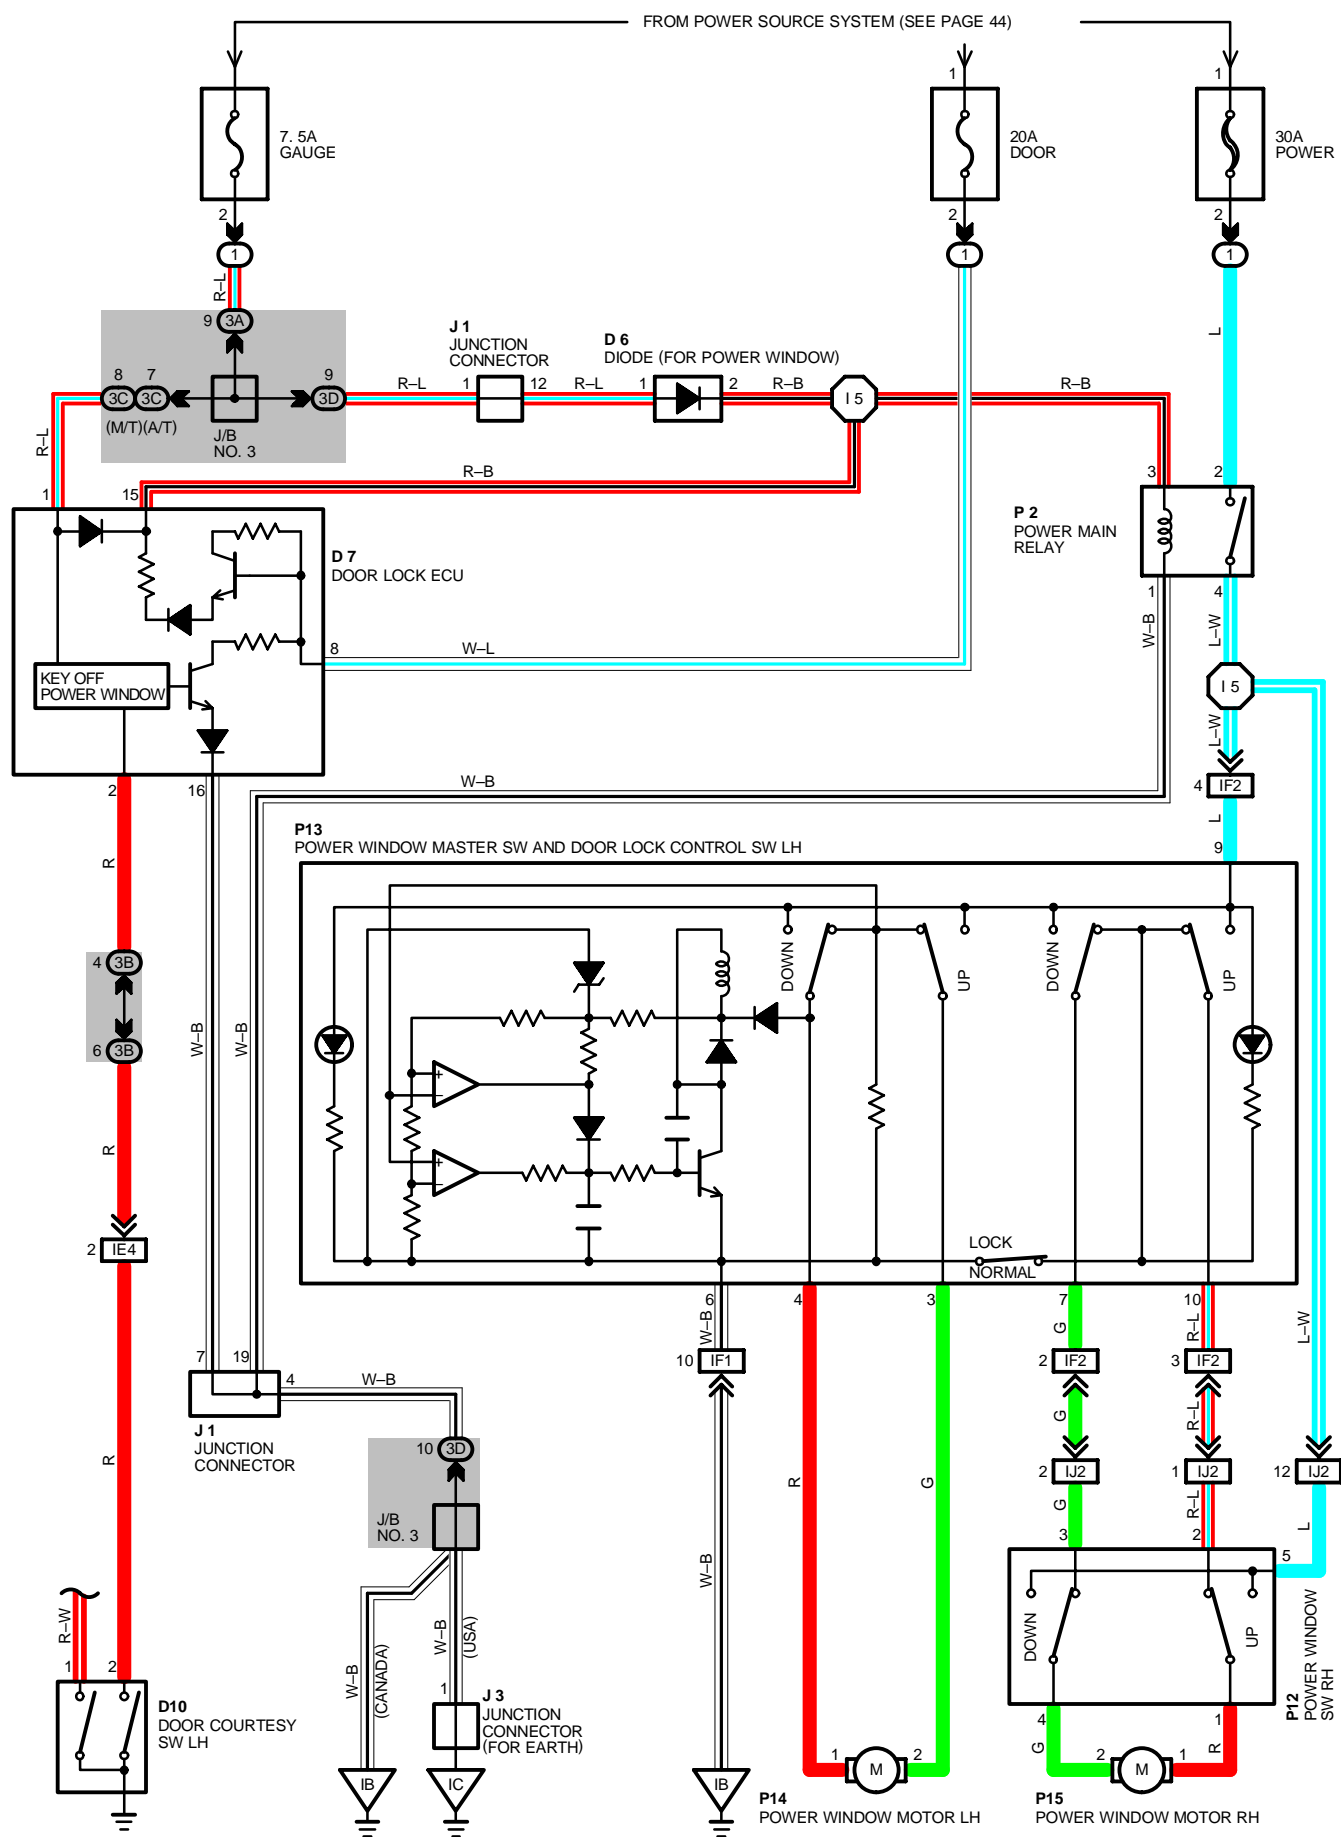 FROM POWER SOURCE SYSTEM (SEE PAGE 44)
1
1
7. 5A
GAUGE
20A
DOOR
30A
POWER
2
2
2
1
1
1
R–L
L
9
3A
8
7
3C
3C
(M/T)(A/T)
J/B
NO. 3
9
3D
R–L
J 1
JUNCTION
CONNECTOR
1
12
R–L
D 6
DIODE (FOR POWER WINDOW)
1
2
R–B
I 5
R–B
R–L
R–B
1
15
3
2
P 2
POWER MAIN
RELAY
1
4
D 7
DOOR LOCK ECU
KEY OFF
POWER WINDOW
8
W–L
W–B
L–W
I 5
L–W
4
IF2
L
9
2
16
W–B
R
P13
POWER WINDOW MASTER SW AND DOOR LOCK CONTROL SW LH
DOWN
UP
DOWN
UP
4
3B
6
3B
W–B
W–B
+
–
+
–
R
2
IE4
LOCK
NORMAL
6
4
3
7
10
W–B
G
R–L
L–W
10
IF1
2
IF2
3
IF2
7
19
4
W–B
J 1
JUNCTION
CONNECTOR
G
R–L
R
10
3D
R
G
2
IJ2
1
IJ2
12
IJ2
G
R–L
L
J/B
NO. 3
3
2
5
W–B
DOWN
UP
P12
POWER WINDOW
SW RH
R–W
1
2
D10
DOOR COURTESY
SW LH
W–B
(CANADA)
W–B
(USA)
1
J 3
JUNCTION
CONNECTOR
(FOR EARTH)
4
1
G
R
IB
IC
IB
1
M
2
2
M
1
P14
POWER WINDOW MOTOR LH
P15
POWER WINDOW MOTOR RH